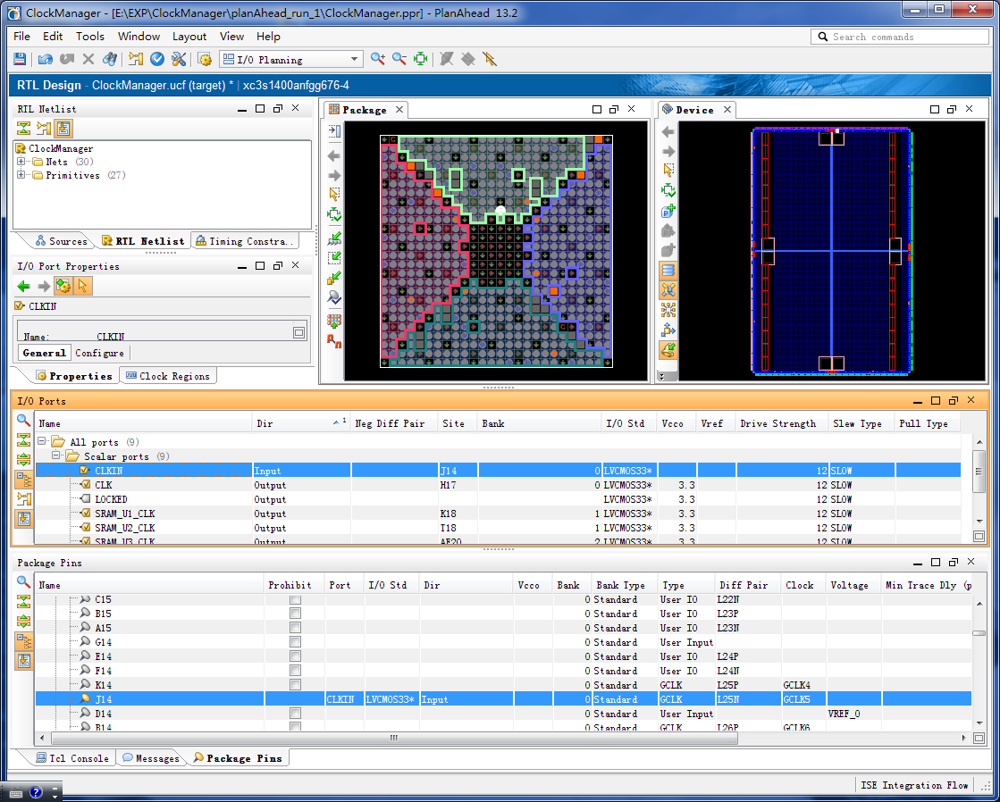 ClockManager - [E:\EXP\ClockManager\planAhead_run_1\ClockManager.ppr] - PlanAhead 13.2
File Edit Tools Window Layout View Help
Search commands
I/O Planning
RTL Design - ClockManager.ucf (target) * | xc3s1400anfgg676-4
RTL Netlist
ClockManager
Nets (30)
Primitives (27)
Sources RTL Netlist Timing Constra..
I/O Port Properties
CLKIN
Name: CLKIN
General Configure
Properties Clock Regions
Package
Device
I/O Ports
Name Dir 1 Neg Diff Pair Site Bank I/O Std Vcco Vref Drive Strength Slew Type Pull Type
All ports (9)
Scalar ports (9)
CLKIN Input J14 0 LVCMOS33* 12 SLOW
CLK Output H17 0 LVCMOS33* 3.3 12 SLOW
LOCKED Output LVCMOS33* 3.3 12 SLOW
SRAM_U1_CLK Output K18 1 LVCMOS33* 3.3 12 SLOW
SRAM_U2_CLK Output T18 1 LVCMOS33* 3.3 12 SLOW
SRAM_U3_CLK Output AE20 2 LVCMOS33* 3.3 12 SLOW
Package Pins
Name Prohibit Port I/O Std Dir Vcco Bank Bank Type Type Diff Pair Clock Voltage Min Trace Dly (p
C15 0 Standard User IO L22N
B15 0 Standard User IO L23P
A15 0 Standard User IO L23N
G14 0 Standard User Input
E14 0 Standard User IO L24P
F14 0 Standard User IO L24N
K14 0 Standard GCLK L25P GCLK4
J14 CLKIN LVCMOS33* Input 0 Standard GCLK L25N GCLK5
D14 0 Standard User Input VREF_0
B14 0 Standard GCLK L26P GCLK6
Tcl Console Messages Package Pins
ISE Integration Flow